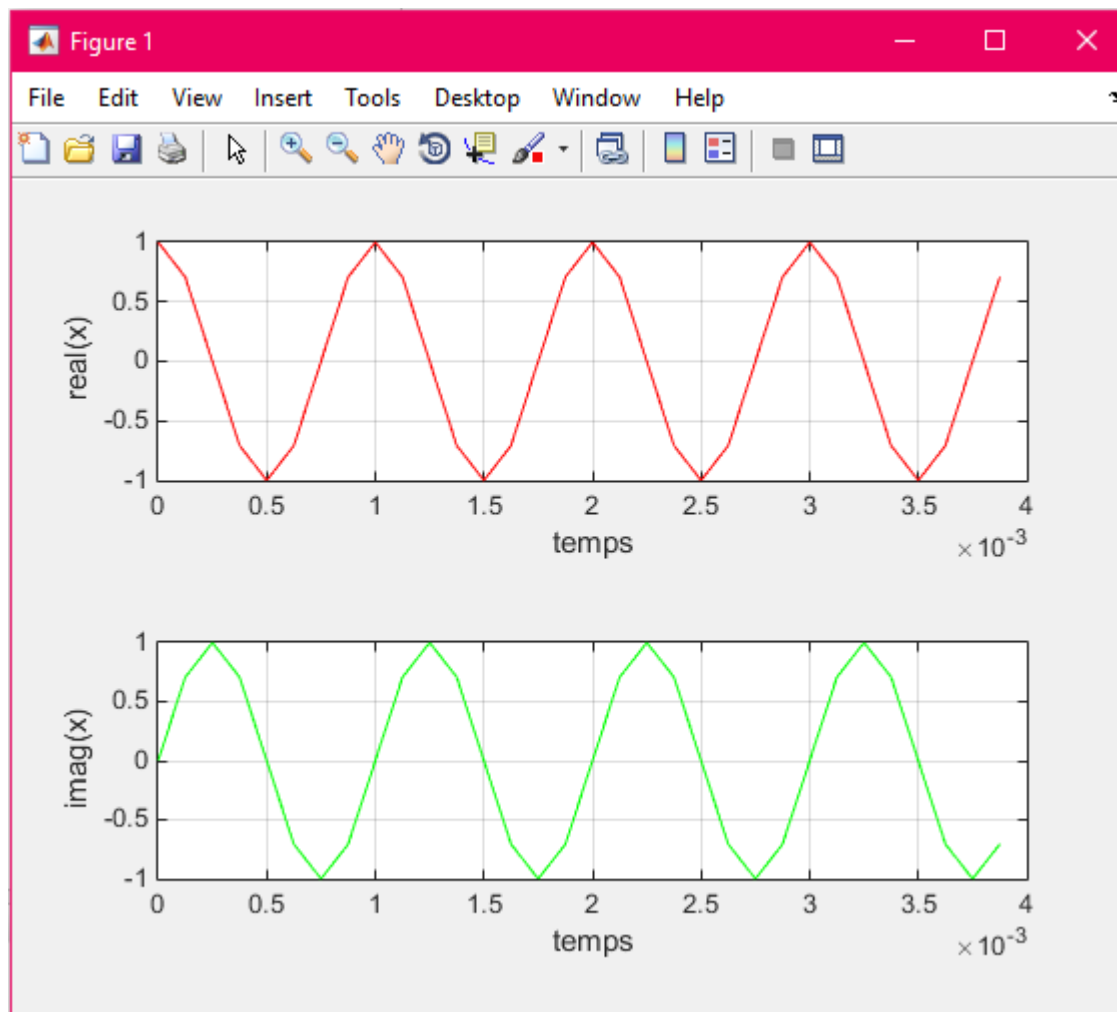 Figure 1
File Edit View Insert Tools Desktop Window Help
1
0.5
0
-0.5
-1
real(x)
0 0.5 1 1.5 2 2.5 3 3.5 4
temps
×10-3
1
0.5
0
-0.5
-1
imag(x)
0 0.5 1 1.5 2 2.5 3 3.5 4
temps
×10-3